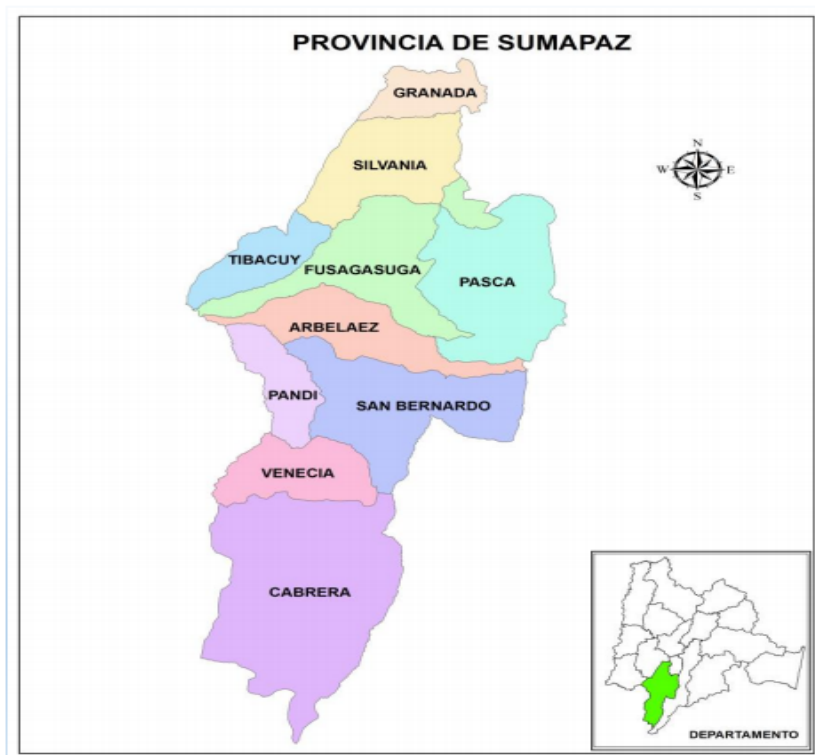 PROVINCIA DE SUMAPAZ
GRANADA
SILVANIA
N
W E
S
TIBACUY
FUSAGASUGA
PASCA
ARBELAEZ
PANDI
SAN BERNARDO
VENECIA
CABRERA
DEPARTAMENTO